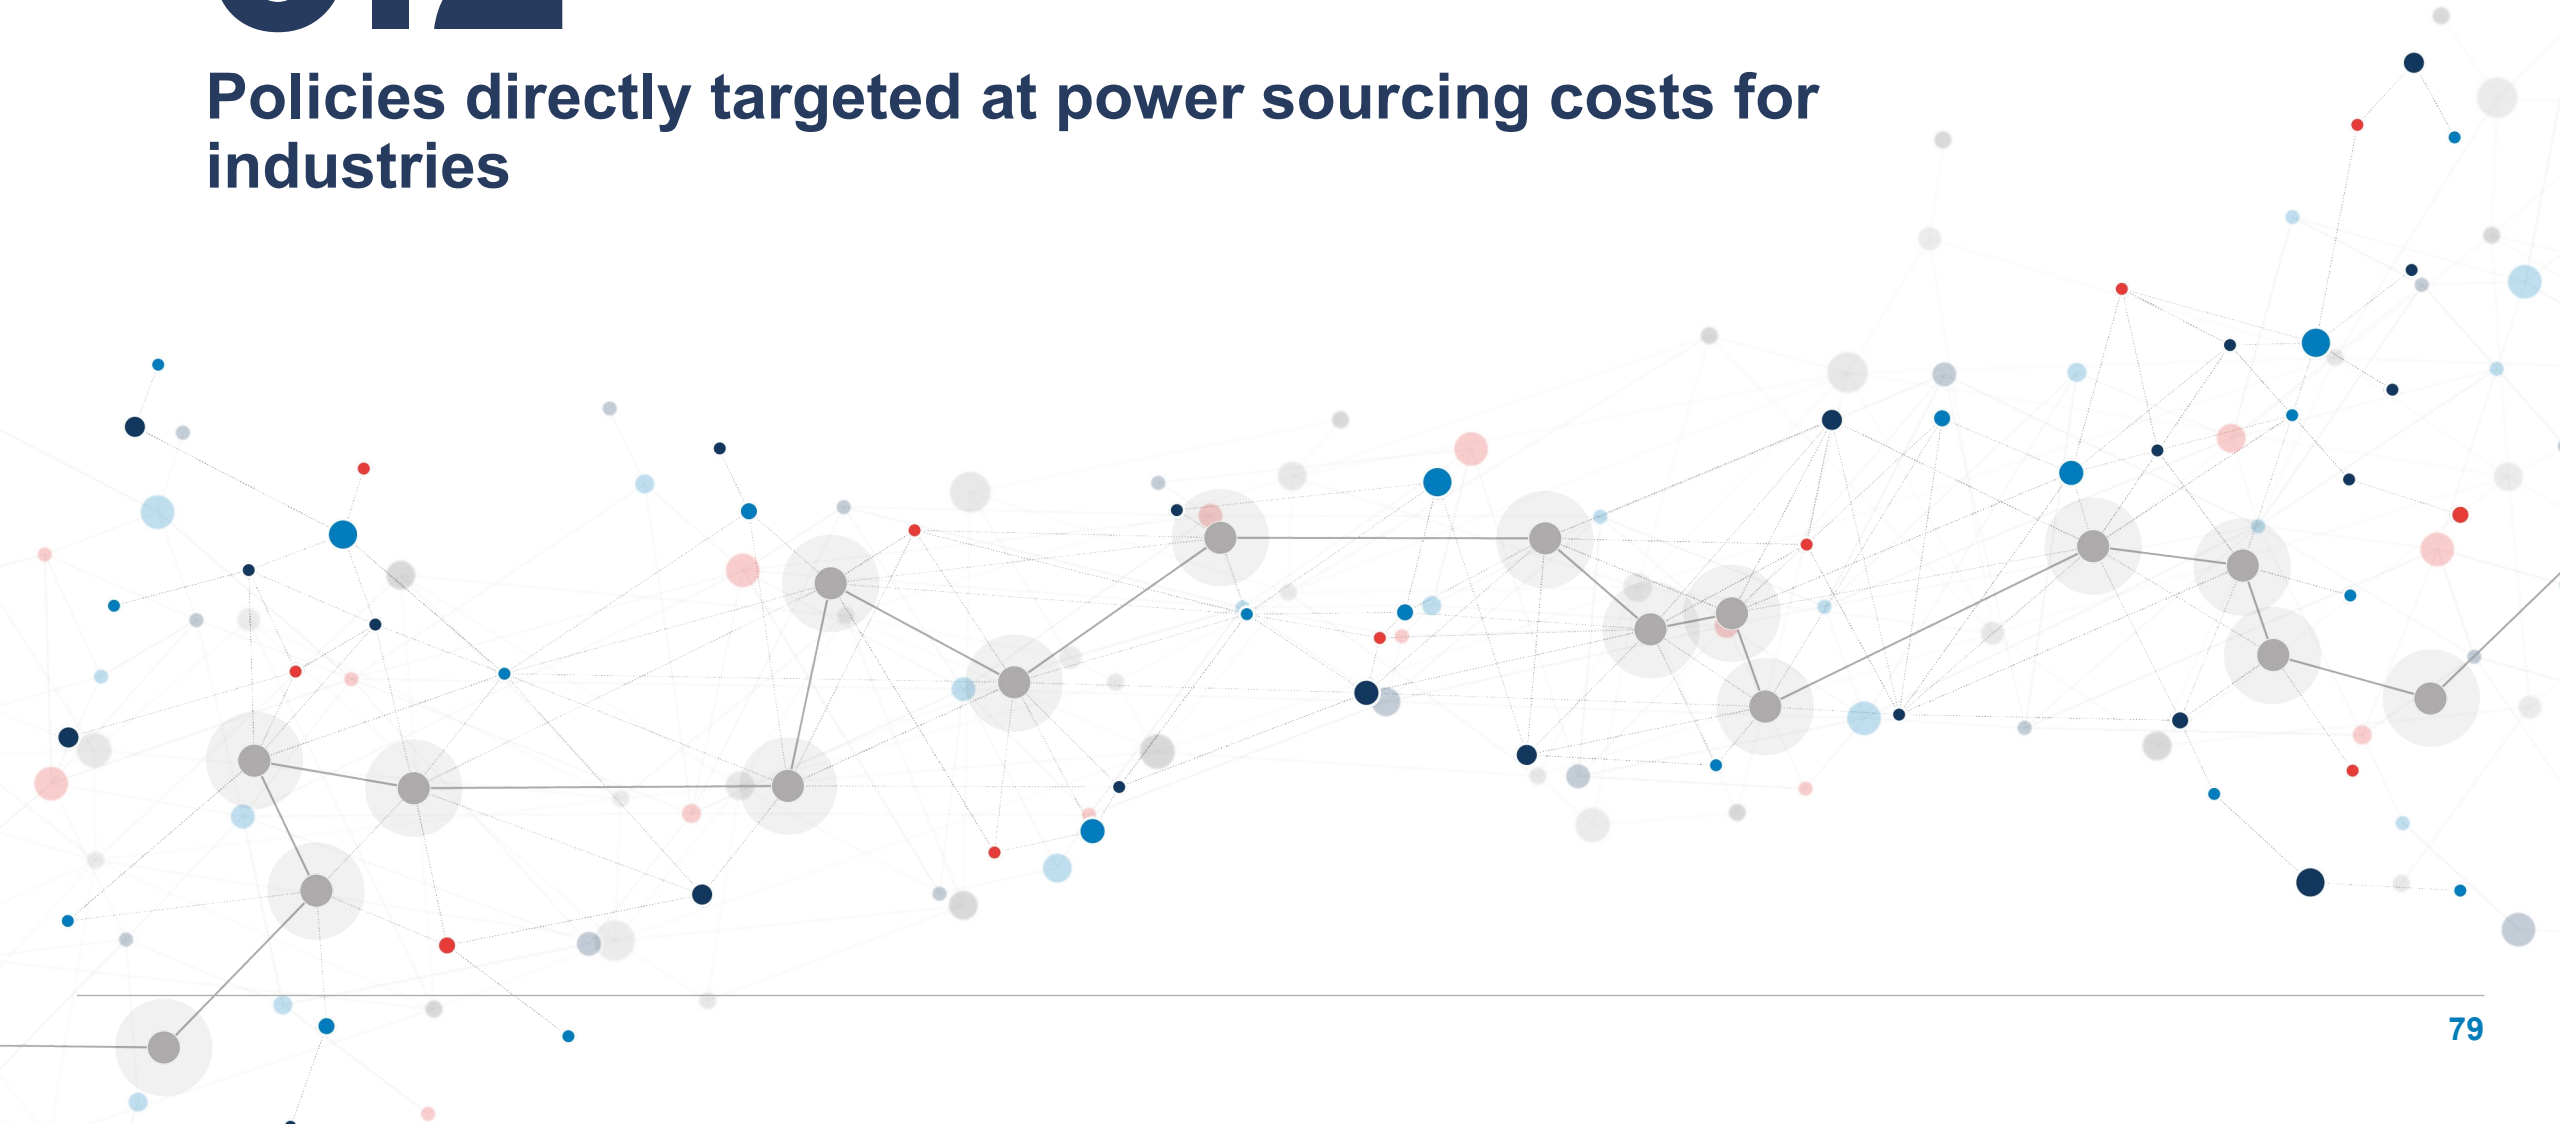 Policies directly targeted at power sourcing costs for
industries
79